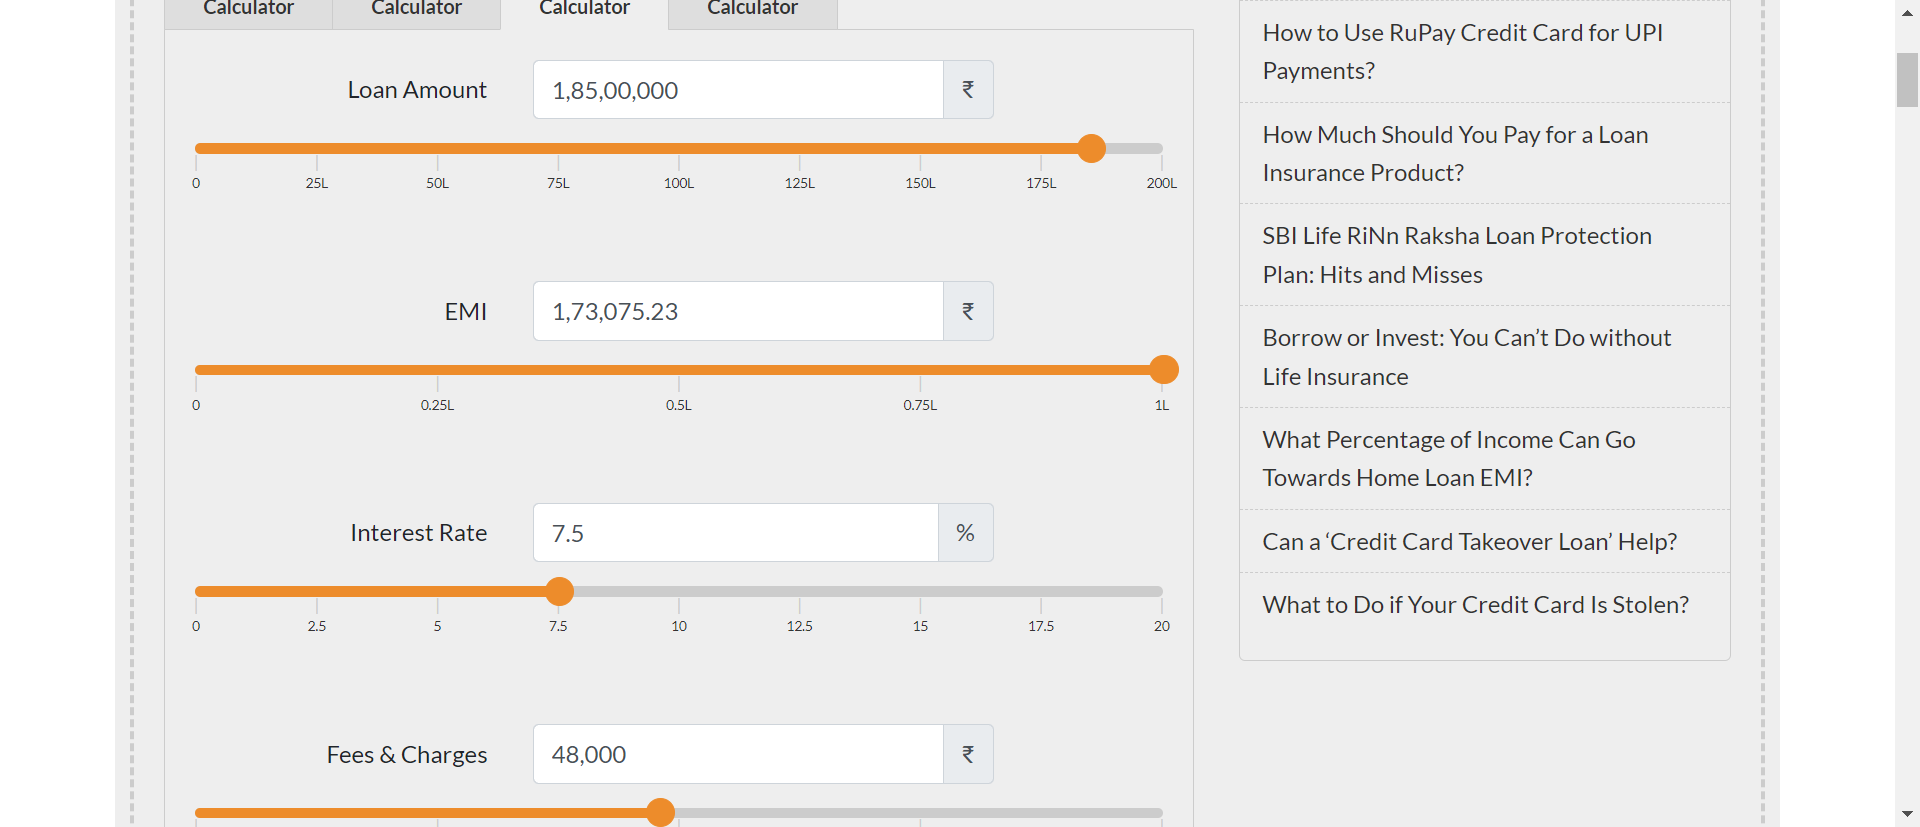 Calculator
Calculator
Calculator
Calculator
Loan Amount
1,85,00,000
₹
0
25L
50L
75L
100L
125L
150L
175L
200L
EMI
1,73,075.23
₹
0
0.25L
0.5L
0.75L
1L
Interest Rate
7.5
%
0
2.5
5
7.5
10
12.5
15
17.5
20
Fees & Charges
48,000
₹
How to Use RuPay Credit Card for UPI
Payments?
How Much Should You Pay for a Loan
Insurance Product?
SBI Life RiNn Raksha Loan Protection
Plan: Hits and Misses
Borrow or Invest: You Can’t Do without
Life Insurance
What Percentage of Income Can Go
Towards Home Loan EMI?
Can a ‘Credit Card Takeover Loan’ Help?
What to Do if Your Credit Card Is Stolen?